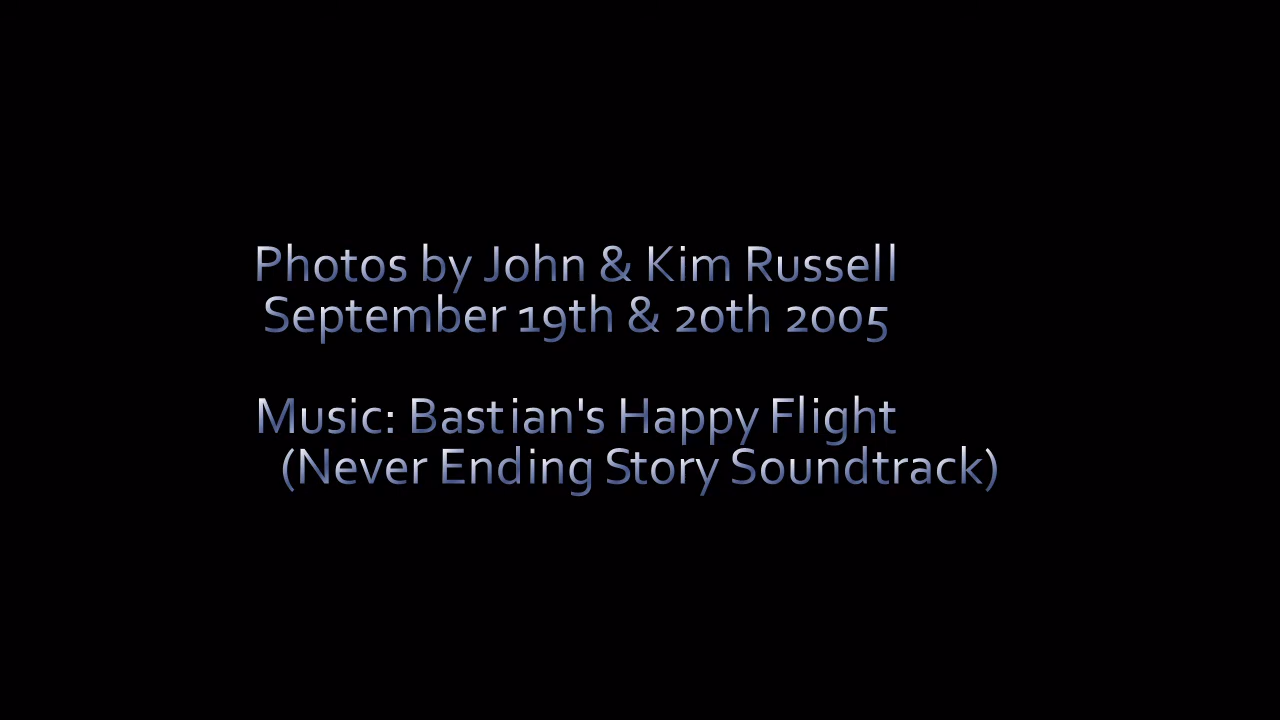 Photos by John & Kim Russell
September 19th & 20th 2005
Music: Bastian's Happy Flight
(Never Ending Story Soundtrack)